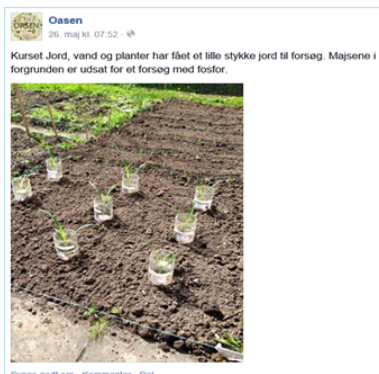 OASEN
Oasen
26. maj kl. 07:52 ·
Kurset Jord, vand og planter har fået et lille stykke jord til forsøg. Majsene i
forgrunden er udsat for et forsøg med fosfor.